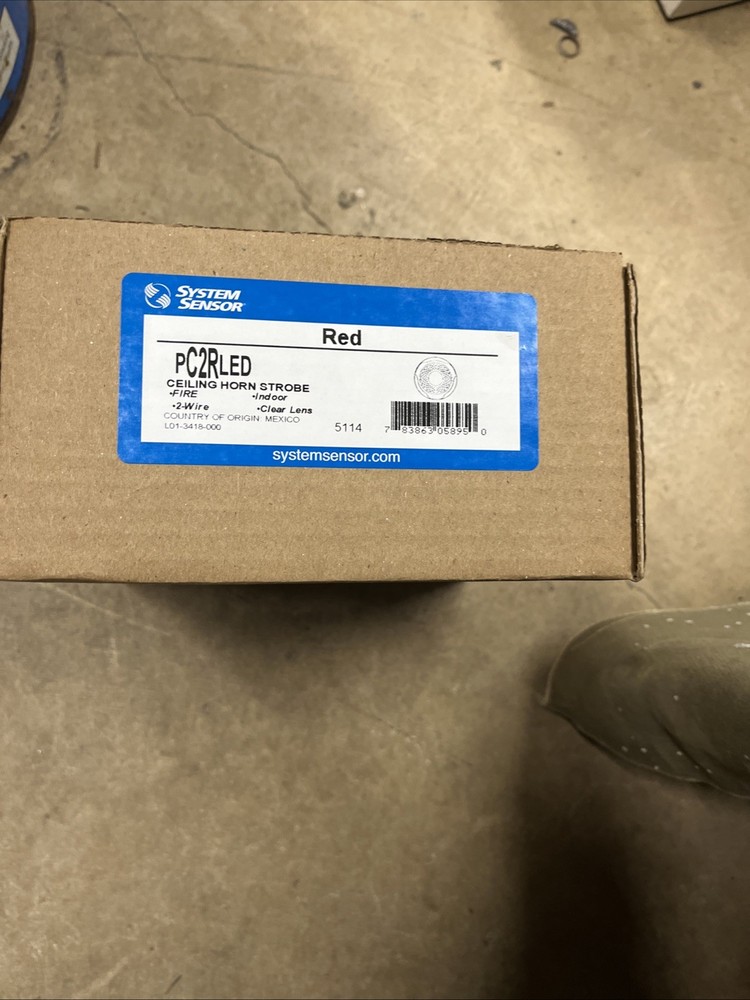 SYSTEM
SENSOR
Red
PC2RLED
CEILING HORN STROBE
•FIRE •Indoor
•2-Wire •Clear Lens
COUNTRY OF ORIGIN: MEXICO
L01-3418-000 5114 7 83863 05895 0
systemsensor.com